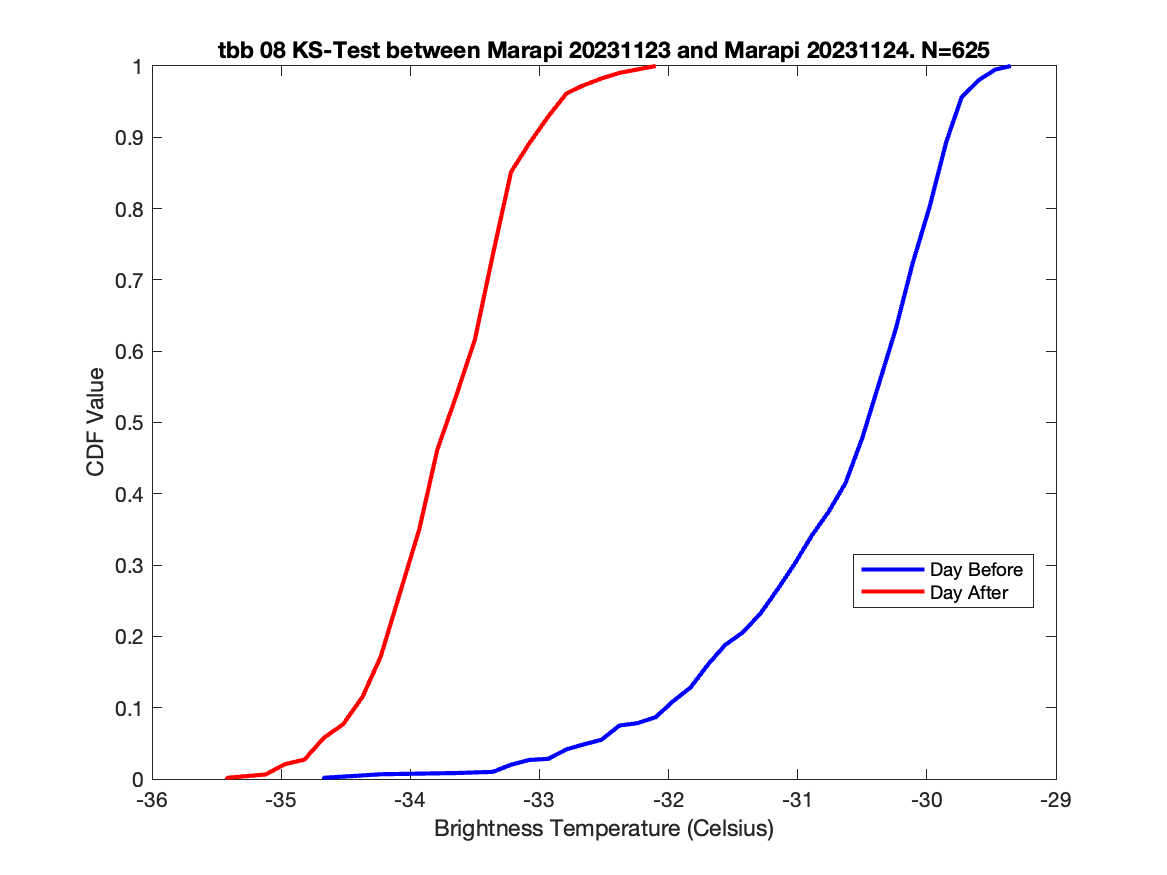 tbb 08 KS-Test between Marapi 20231123 and Marapi 20231124. N=625
1
0.9
0.8
0.7
0.6
0.5
0.4
0.3
0.2
0.1
0
CDF Value
Day Before
Day After
-36 -35 -34 -33 -32 -31 -30 -29
Brightness Temperature (Celsius)